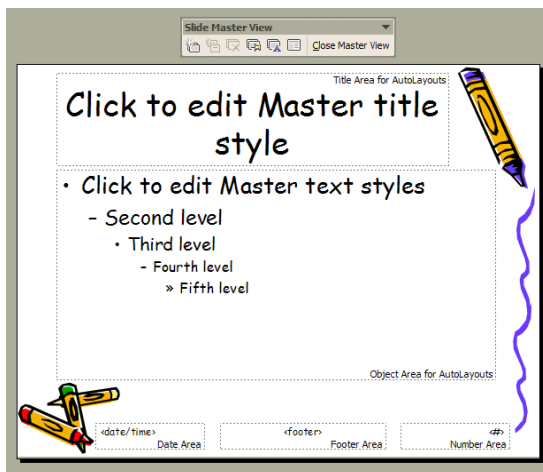 Slide Master View
Close Master View
Title Area for AutoLayouts
Click to edit Master title
style
• Click to edit Master text styles
– Second level
• Third level
– Fourth level
» Fifth level
Object Area for AutoLayouts
<date/time>
Date Area
<footer>
Footer Area
<#>
Number Area